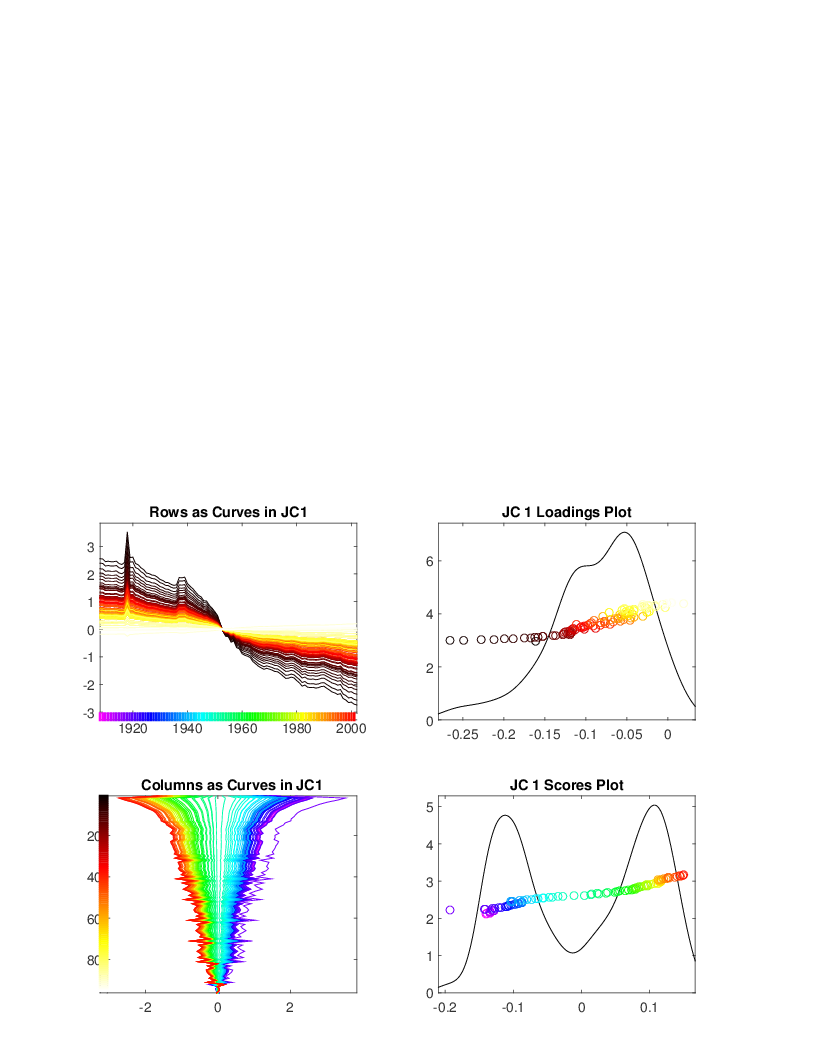 Rows as Curves in JC1
3
2
1
0
-1
-2
-3
1920 1940 1960 1980 2000
JC 1 Loadings Plot
6
4
2
0
-0.25 -0.2 -0.15 -0.1 -0.05 0
Columns as Curves in JC1
20
40
60
80
-2 0 2
JC 1 Scores Plot
5
4
3
2
1
0
-0.2 -0.1 0 0.1